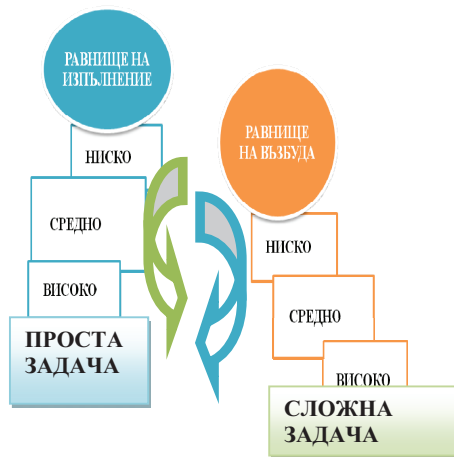 РАВНИЩЕ НА
ИЗПЪЛНЕНИЕ
НИСКО
СРЕДНО
ВИСОКО
ПРОСТА
ЗАДАЧА
РАВНИЩЕ
НА ВЪЗБУДА
НИСКО
СРЕДНО
ВИСОКО
СЛОЖНА
ЗАДАЧА